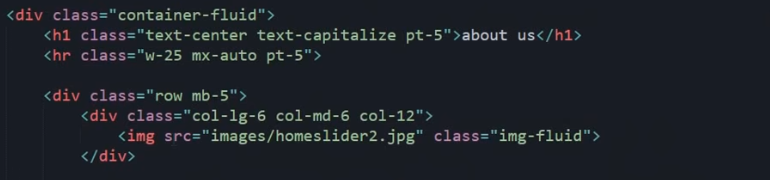 <div class="container-fluid">
<h1 class="text-center text-capitalize pt-5">about us</h1>
<hr class="w-25 mx-auto pt-5">
<div class="row mb-5">
<div class="col-lg-6 col-md-6 col-12">
<img src="images/homeslider2.jpg" class="img-fluid">
</div>